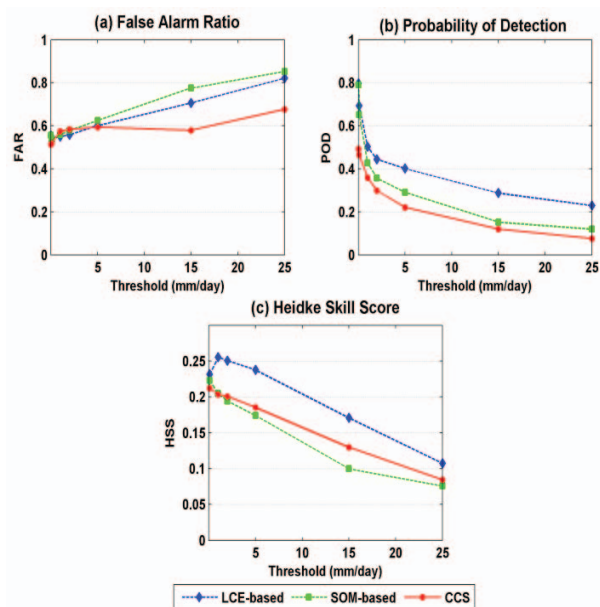 (a) False Alarm Ratio
(b) Probability of Detection
1
0.8
0.6
0.4
0.2
0
FAR
5
10
15
20
25
Threshold (mm/day)
1
0.8
0.6
0.4
0.2
0
POD
5
10
15
20
25
Threshold (mm/day)
(c) Heidke Skill Score
0.25
0.2
0.15
0.1
0.05
0
HSS
5
10
15
20
25
Threshold (mm/day)
LCE-based
SOM-based
CCS